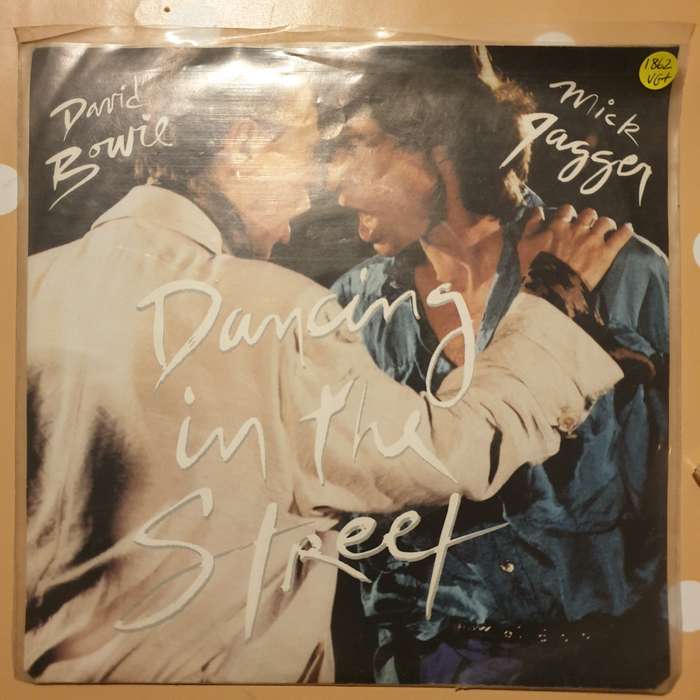 David
Bowie
Mick
Jagger
1862
VG+
Dancing
in the
Street